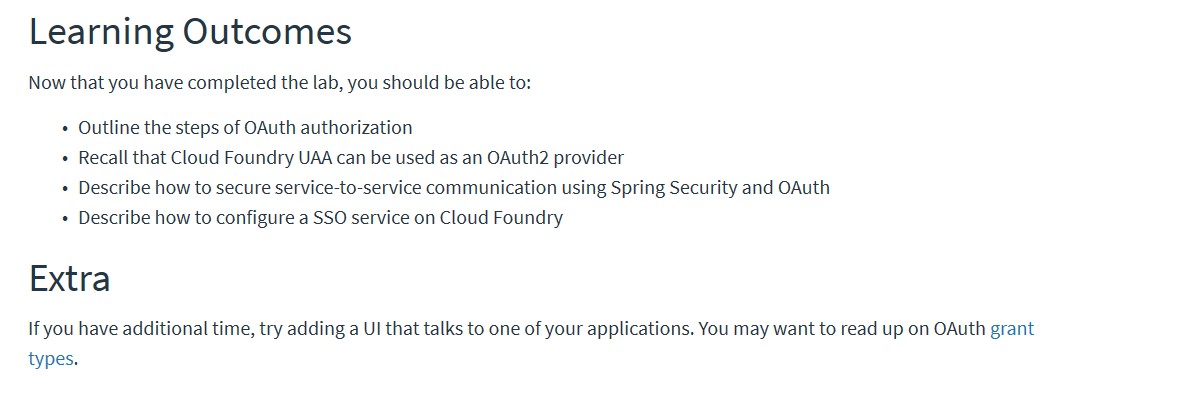 Learning Outcomes
Now that you have completed the lab, you should be able to:
• Outline the steps of OAuth authorization
• Recall that Cloud Foundry UAA can be used as an OAuth2 provider
• Describe how to secure service-to-service communication using Spring Security and OAuth
• Describe how to configure a SSO service on Cloud Foundry
Extra
If you have additional time, try adding a UI that talks to one of your applications. You may want to read up on OAuth grant
types.